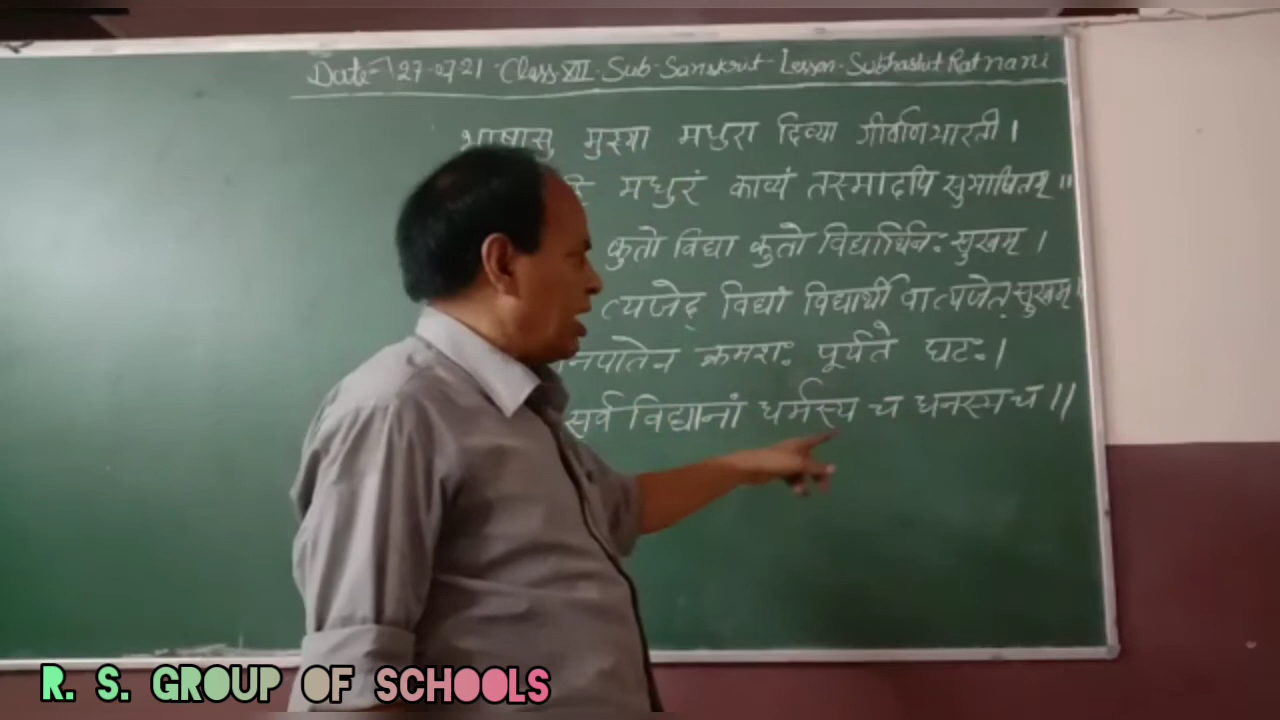 Date - 27-07-21 Class XII Sub-Sanskrit Lesson-Subhashit Ratnani
भाषासु मुख्या मधुरा दिव्या गीर्वाणभारती ।
मधुरं काव्यं तस्मादपि सुभाषितम् ॥
कुतो विद्या कुतो विद्यार्थिनः सुखम् ।
त्यजेद् विद्यां विद्यार्थी वा त्यजेत् सुखम् ।
क्रमशः पूर्यते घटः ।
सर्व विद्यानां धर्मस्य च धनस्य च ॥
R. S. GROUP OF SCHOOLS